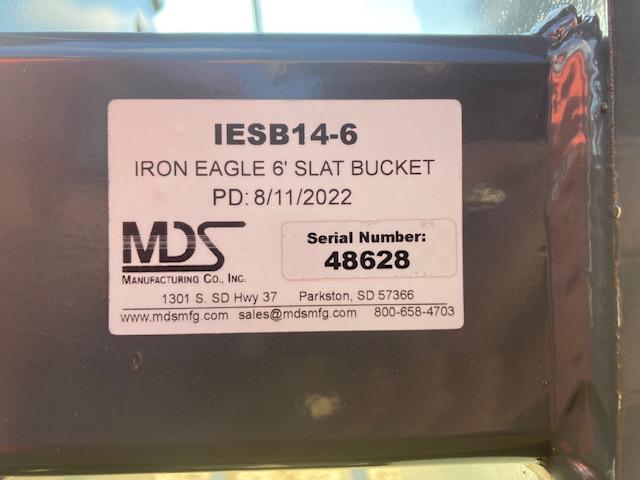 IESB14-6
IRON EAGLE 6' SLAT BUCKET
PD: 8/11/2022
MDS
MANUFACTURING CO., INC.
Serial Number:
48628
1301 S. SD Hwy 37 Parkston, SD 57366
www.mdsmfg.com sales@mdsmfg.com 800-658-4703